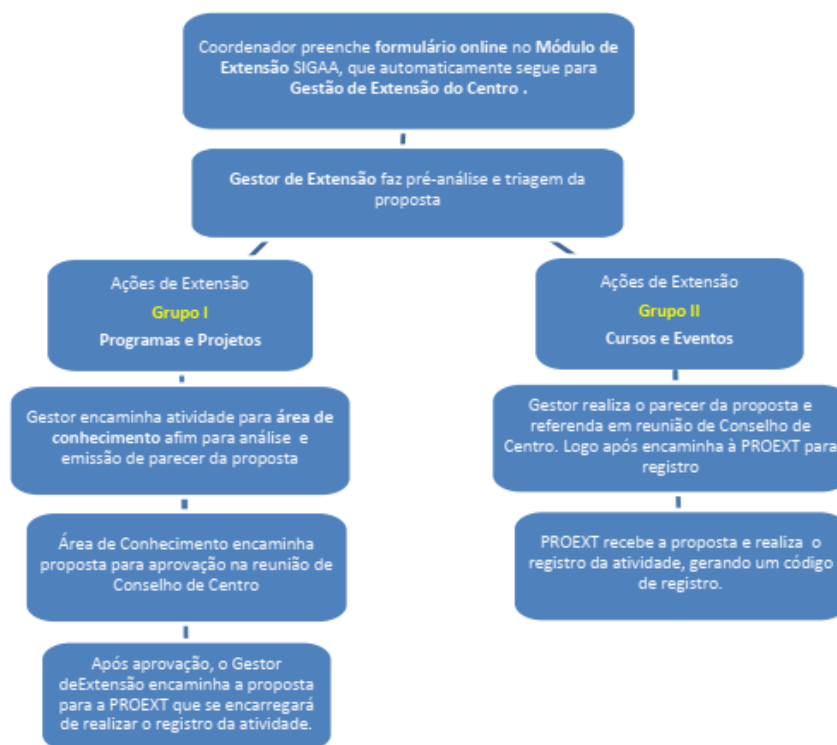 Coordenador preenche formulário online no Módulo de
Extensão SIGAA, que automaticamente segue para
Gestão de Extensão do Centro .
Gestor de Extensão faz pré-análise e triagem da
proposta
Ações de Extensão
Grupo I
Programas e Projetos
Gestor encaminha atividade para área de
conhecimento afim para análise e
emissão de parecer da proposta
Área de Conhecimento encaminha
proposta para aprovação na reunião de
Conselho de Centro
Após aprovação, o Gestor
deExtensão encaminha a proposta
para a PROEXT que se encarregará
de realizar o registro da atividade.
Ações de Extensão
Grupo II
Cursos e Eventos
Gestor realiza o parecer da proposta e
referenda em reunião de Conselho de
Centro. Logo após encaminha à PROEXT para
registro
PROEXT recebe a proposta e realiza o
registro da atividade, gerando um código
de registro.